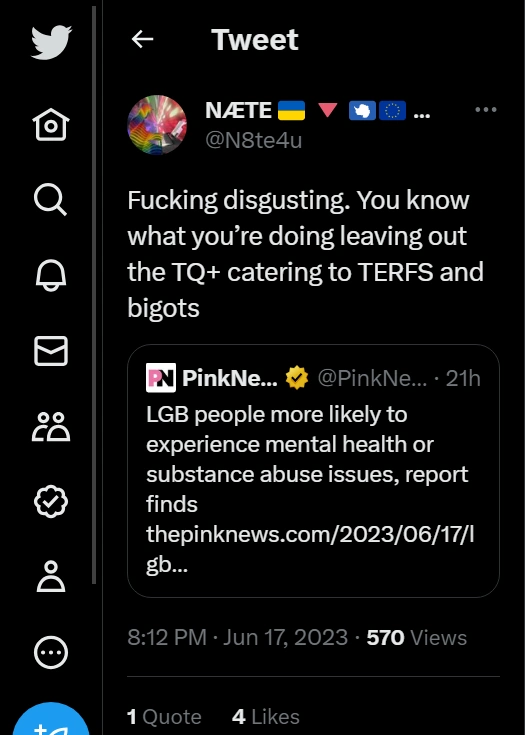 Tweet
NÆTE 🇺🇦 🔻 🇦🇶 🇪🇺 ...
@N8te4u
Fucking disgusting. You know
what you’re doing leaving out
the TQ+ catering to TERFS and
bigots
PN PinkNe... @PinkNe... · 21h
LGB people more likely to
experience mental health or
substance abuse issues, report
finds
thepinknews.com/2023/06/17/l
gb...
8:12 PM · Jun 17, 2023 · 570 Views
1 Quote 4 Likes